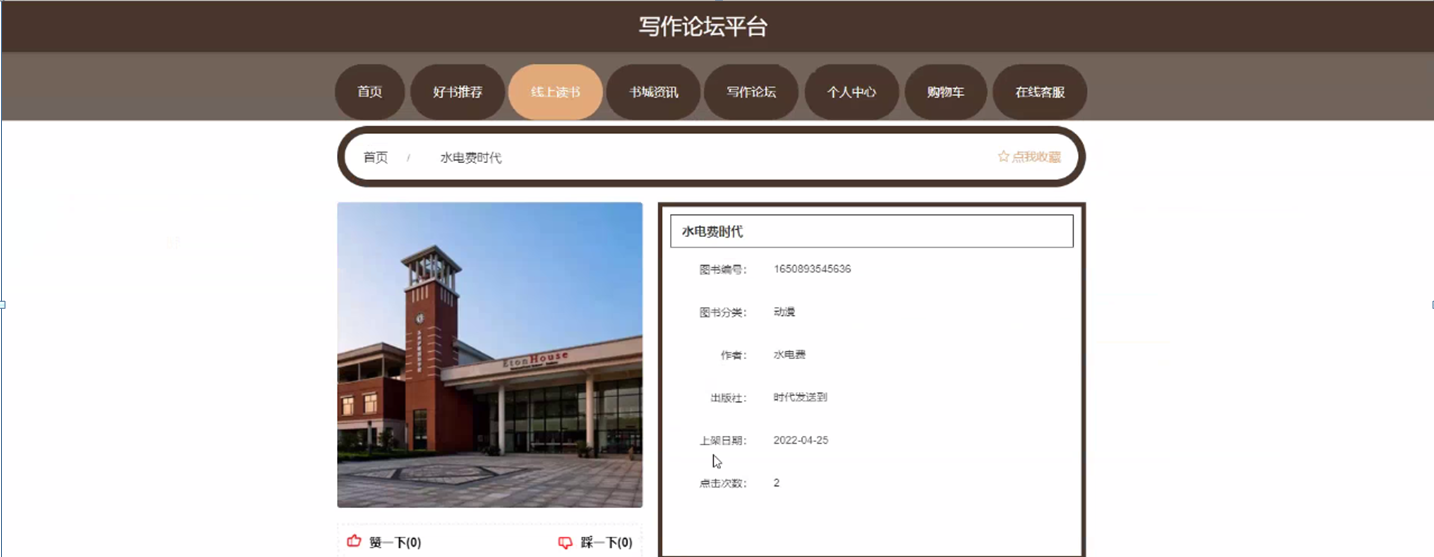 写作论坛平台
首页 好书推荐 线上读书 书城资讯 写作论坛 个人中心 购物车 在线客服
首页 / 水电费时代 点我收藏
EtonHouse
水电费时代
图书编号： 1650893545636
图书分类： 动漫
作者： 水电费
出版社： 时代发送到
上架日期： 2022-04-25
点击次数： 2
赞一下(0) 踩一下(0)